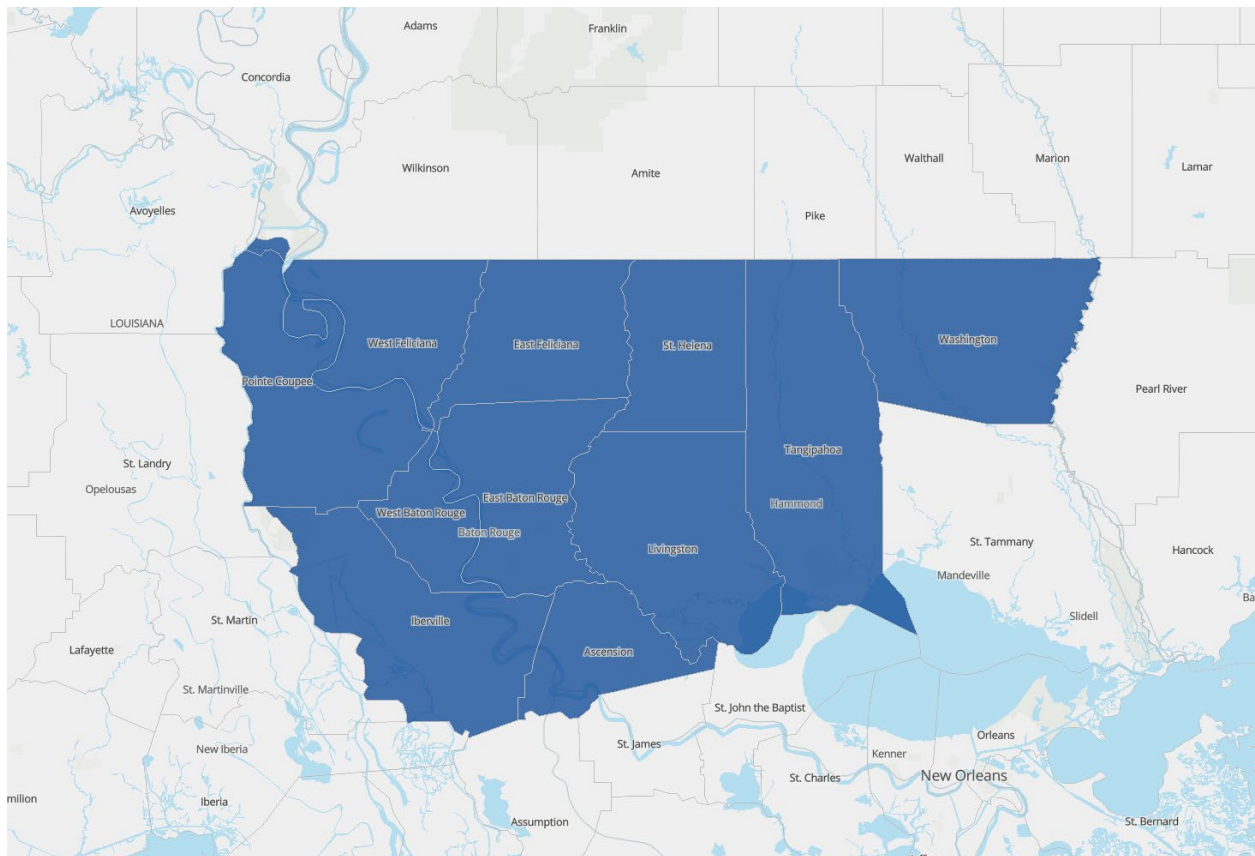 Adams
Franklin
Concordia
Wilkinson
Amite
Walthall
Marion
Lamar
Avoyelles
Pike
LOUISIANA
West Feliciana
East Feliciana
St. Helena
Washington
Pointe Coupee
Pearl River
St. Landry
Opelousas
Tangipahoa
East Baton Rouge
Hammond
West Baton Rouge
Baton Rouge
Livingston
St. Tammany
Hancock
Mandeville
St. Martin
Iberville
Slidell
Lafayette
Ascension
St. Martinville
St. John the Baptist
New Iberia
St. James
Orleans
Kenner
St. Charles
New Orleans
milion
Iberia
Assumption
St. Bernard